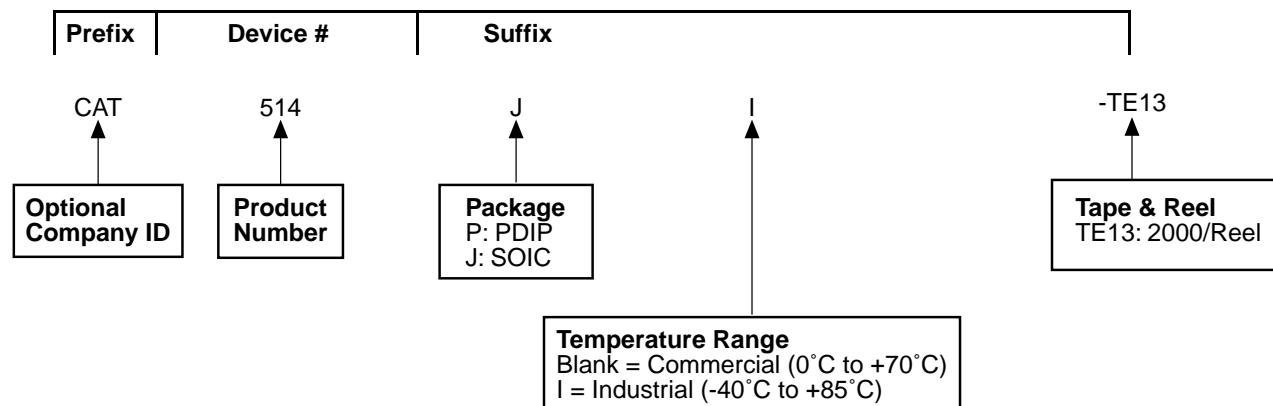 Prefix Device # Suffix
CAT 514 J I -TE13
Optional
Company ID
Product
Number
Package
P: PDIP
J: SOIC
Tape & Reel
TE13: 2000/Reel
Temperature Range
Blank = Commercial (0˚C to +70˚C)
I = Industrial (-40˚C to +85˚C)